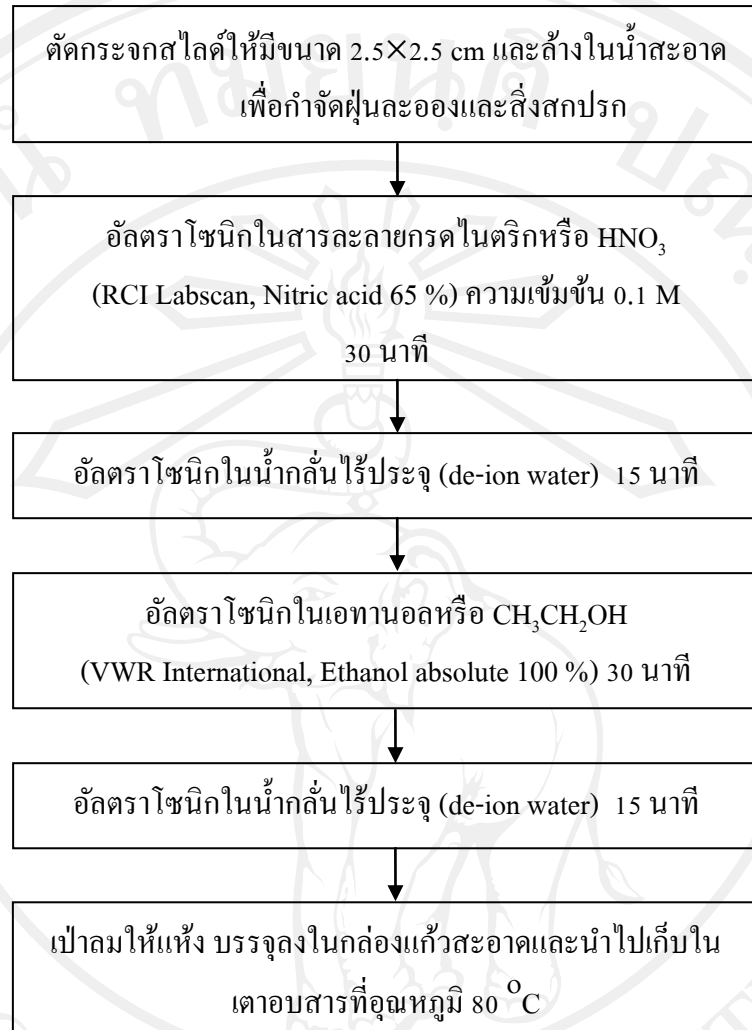 ตัดกระจกสไลด์ให้มีขนาด 2.5×2.5 cm และล้างในน้ำสะอาด
เพื่อกำจัดฝุ่นละอองและสิ่งสกปรก
อัลตราโซนิกในสารละลายกรดไนตริกหรือ HNO₃
(RCI Labscan, Nitric acid 65 %) ความเข้มข้น 0.1 M
30 นาที
อัลตราโซนิกในน้ำกลั่นไร้ประจุ (de-ion water) 15 นาที
อัลตราโซนิกในเอทานอลหรือ CH₃CH₂OH
(VWR International, Ethanol absolute 100 %) 30 นาที
อัลตราโซนิกในน้ำกลั่นไร้ประจุ (de-ion water) 15 นาที
เป่าลมให้แห้ง บรรจุลงในกล่องแก้วสะอาดและนำไปเก็บใน
เตาอบสารที่อุณหภูมิ 80 °C